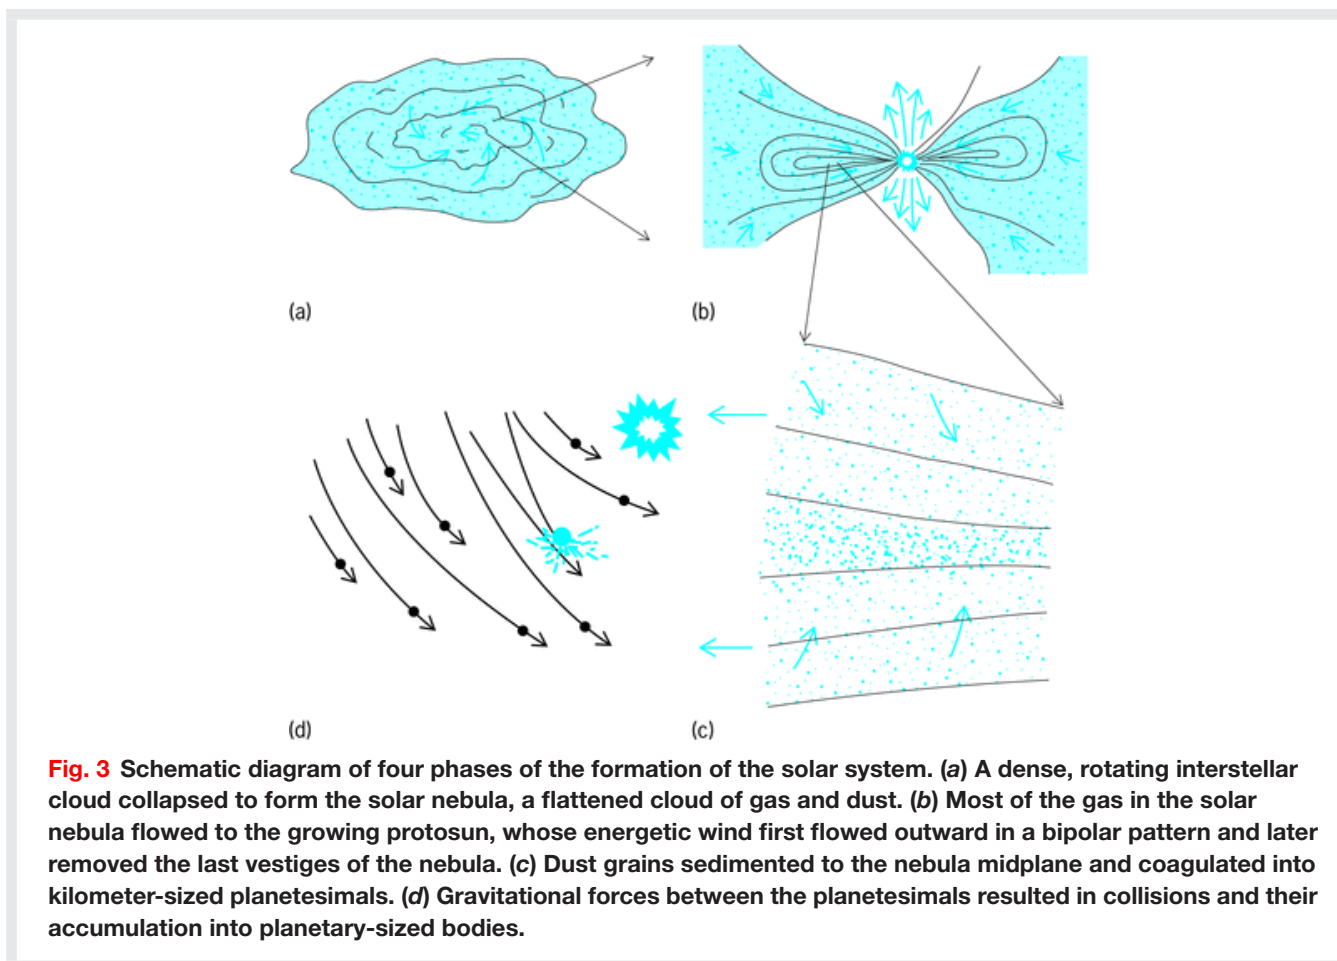 (a)
(b)
(d)
(c)
Fig. 3 Schematic diagram of four phases of the formation of the solar system. (a) A dense, rotating interstellar
cloud collapsed to form the solar nebula, a flattened cloud of gas and dust. (b) Most of the gas in the solar
nebula flowed to the growing protosun, whose energetic wind first flowed outward in a bipolar pattern and later
removed the last vestiges of the nebula. (c) Dust grains sedimented to the nebula midplane and coagulated into
kilometer-sized planetesimals. (d) Gravitational forces between the planetesimals resulted in collisions and their
accumulation into planetary-sized bodies.